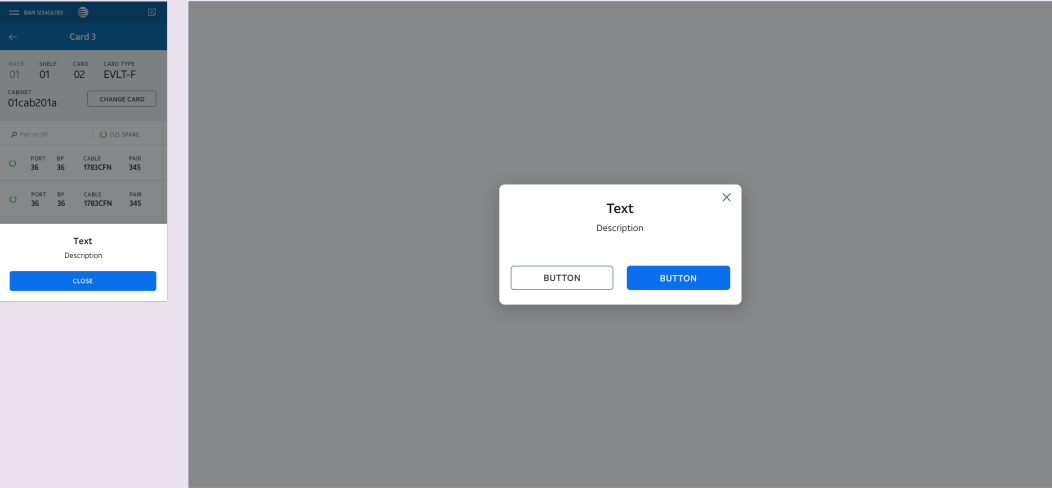 BAN 123456789
Card 3
RACK SHELF CARD CARD TYPE
01 01 02 EVLT-F
CABINET
01cab201a
CHANGE CARD
Pair or BP
(12) SPARE
PORT BP CABLE PAIR
36 36 1783CFN 345
PORT BP CABLE PAIR
36 36 1783CFN 345
Text
Description
CLOSE
Text
Description
BUTTON BUTTON